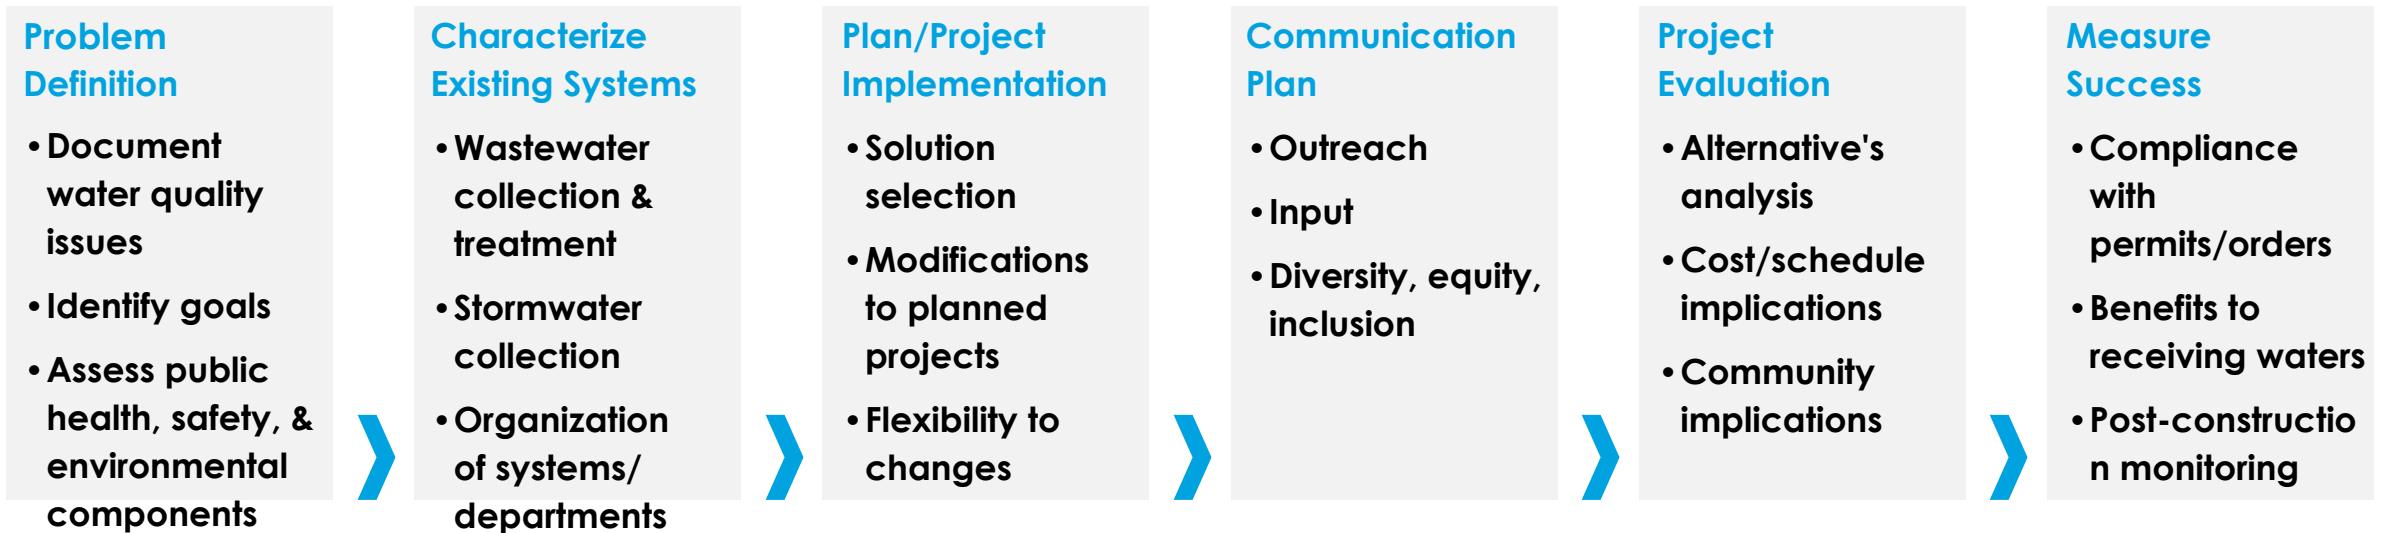 Problem
Definition
•Document
water quality
issues
•Identify goals
•Assess public
health, safety, &
environmental
components
Characterize
Existing Systems
•Wastewater
collection &
treatment
•Stormwater
collection
•Organization
of systems/
departments
Plan/Project
Implementation
•Solution
selection
•Modifications
to planned
projects
•Flexibility to
changes
Communication
Plan
•Outreach
•Input
•Diversity, equity,
inclusion
Project
Evaluation
•Alternative's
analysis
•Cost/schedule
implications
•Community
implications
Measure
Success
•Compliance
with
permits/orders
•Benefits to
receiving waters
•Post-constructio
n monitoring